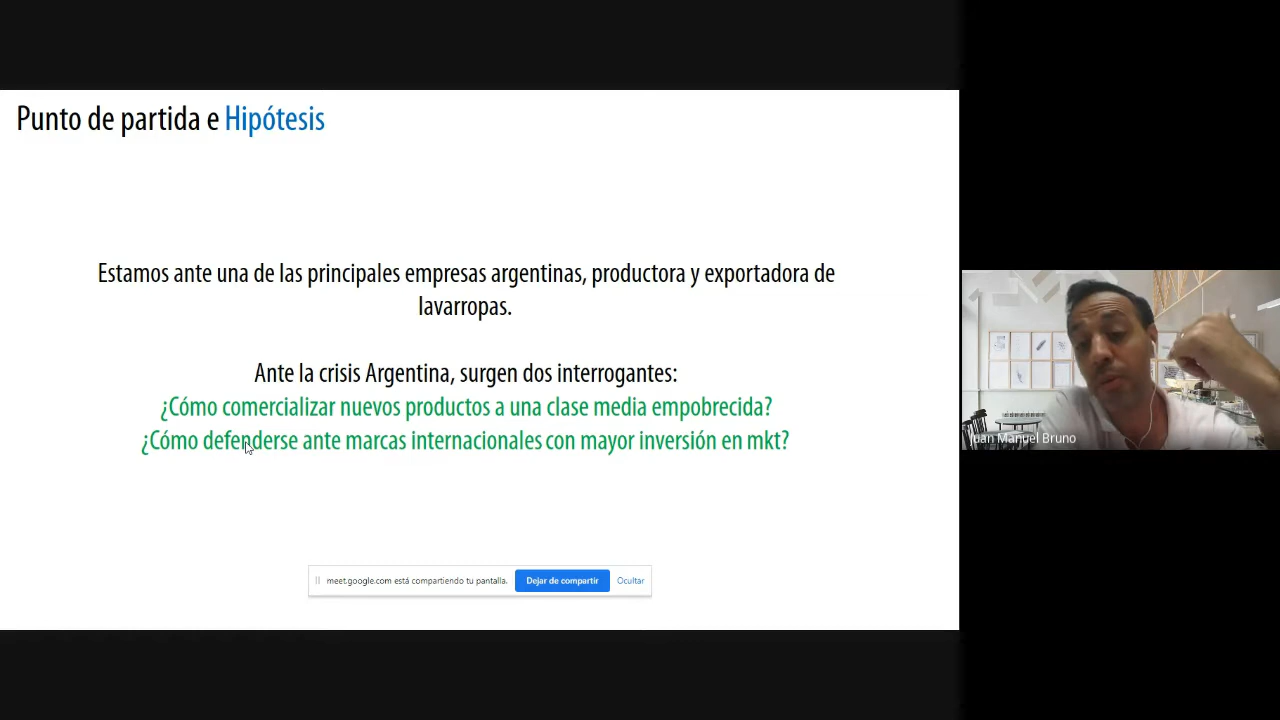 Punto de partida e Hipótesis
Estamos ante una de las principales empresas argentinas, productora y exportadora de
lavarropas.
Ante la crisis Argentina, surgen dos interrogantes:
¿Cómo comercializar nuevos productos a una clase media empobrecida?
¿Cómo defenderse ante marcas internacionales con mayor inversión en mkt?
meet.google.com está compartiendo tu pantalla. Dejar de compartir Ocultar
Juan Manuel Bruno